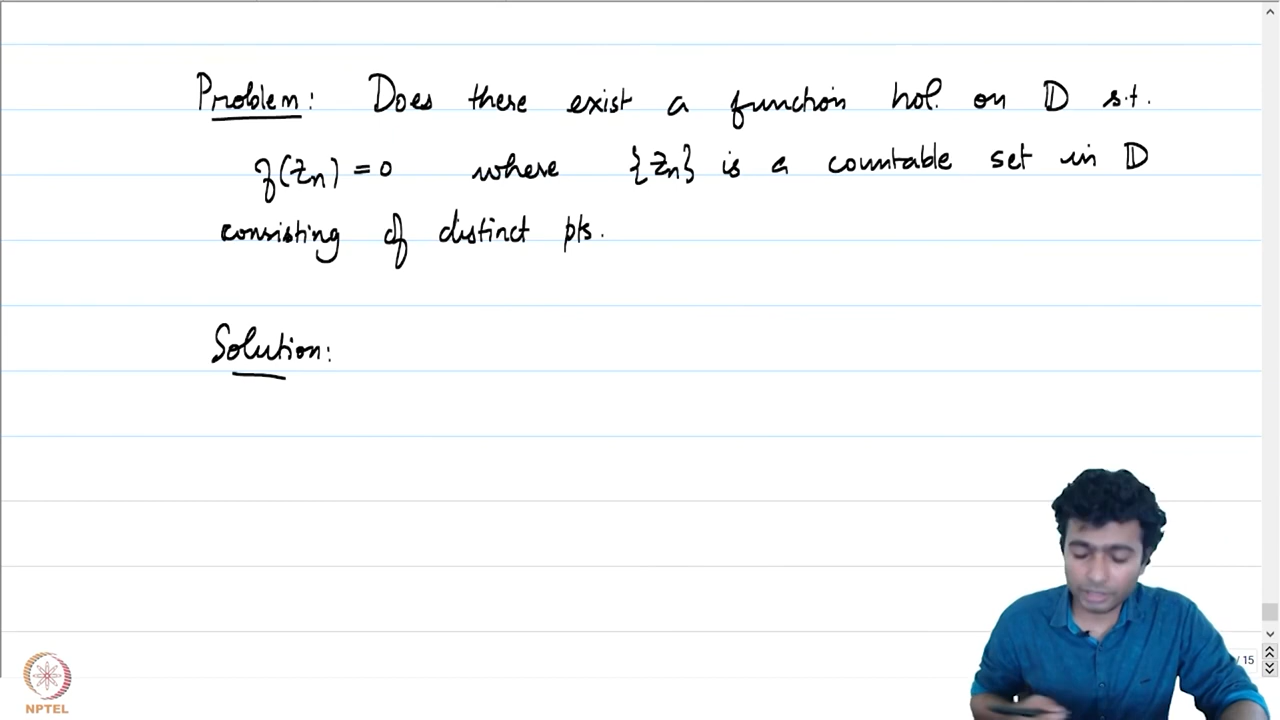 Problem: Does there exist a function hol. on 𝔻 s.t.
f(zn) = 0 where {zn} is a countable set in 𝔻
consisting of distinct pts.
Solution:
/ 15
NPTEL